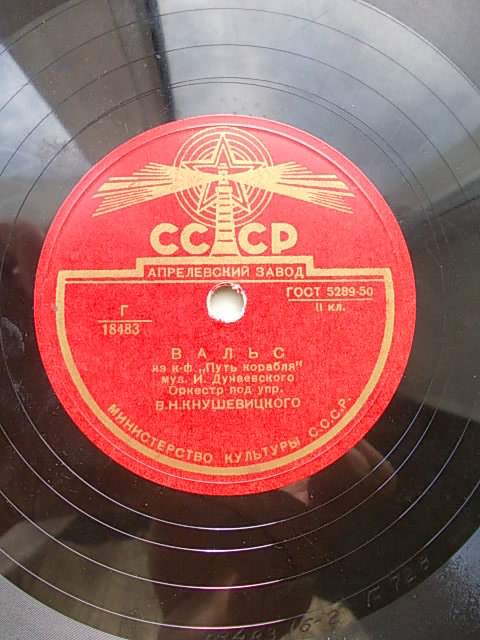 СССР
АПРЕЛЕВСКИЙ ЗАВОД
ГОСТ 5289-50
II кл.
Г
18483
ВАЛЬС
из к-ф „Путь корабля"
муз. И. Дунаевского
Оркестр под упр.
В.Н.КНУШЕВИЦКОГО
МИНИСТЕРСТВО КУЛЬТУРЫ С.С.С.Р.
18483